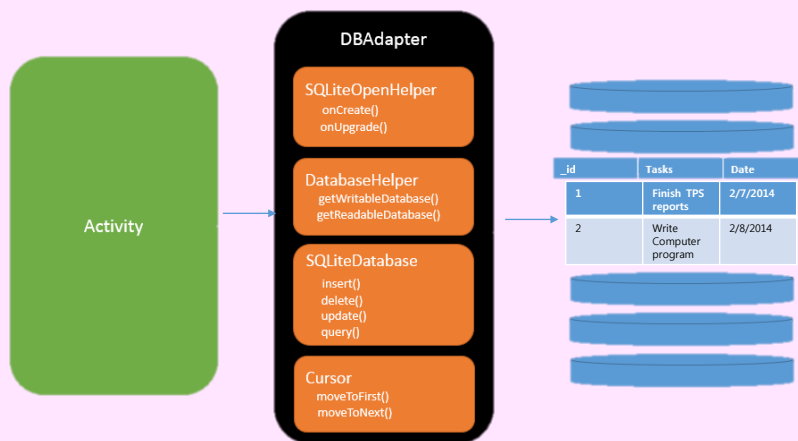 Activity
DBAdapter
SQLiteOpenHelper
onCreate()
onUpgrade()
DatabaseHelper
getWritableDatabase()
getReadableDatabase()
SQLiteDatabase
insert()
delete()
update()
query()
Cursor
moveToFirst()
moveToNext()
_id Tasks Date
1 Finish TPS 2/7/2014
reports
2 Write 2/8/2014
Computer
program